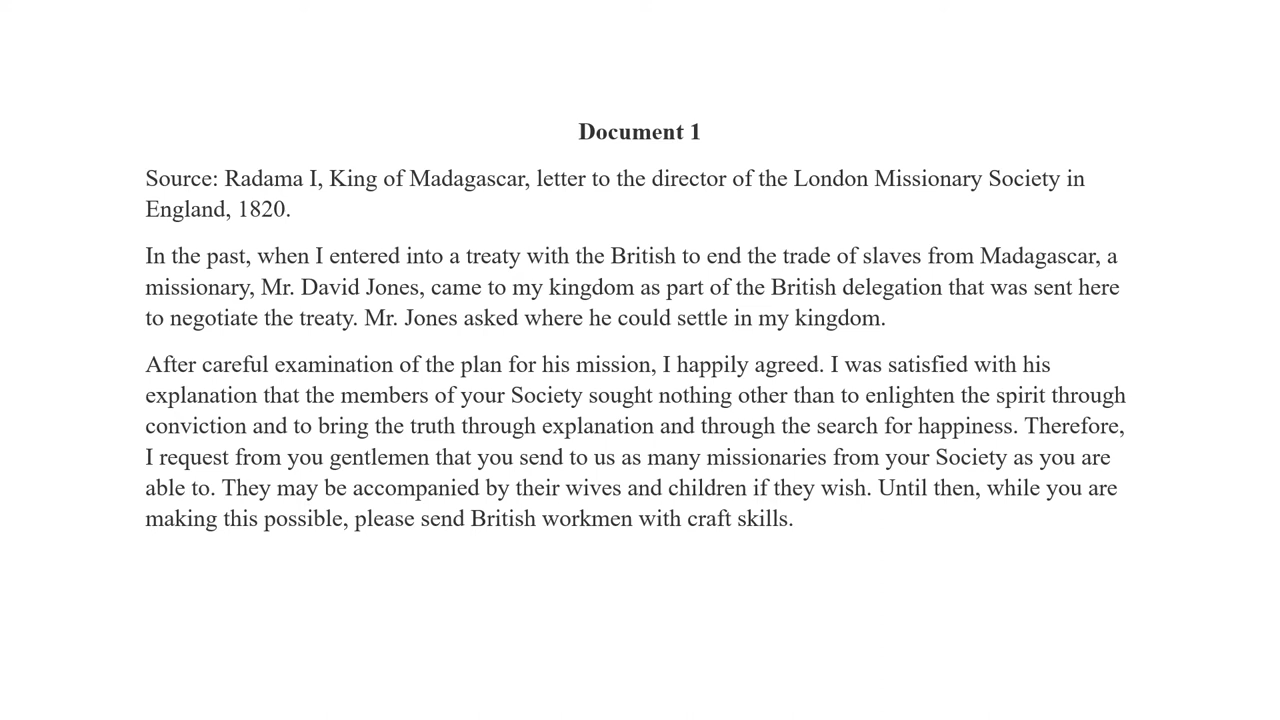 Document 1
Source: Radama I, King of Madagascar, letter to the director of the London Missionary Society in
England, 1820.
In the past, when I entered into a treaty with the British to end the trade of slaves from Madagascar, a
missionary, Mr. David Jones, came to my kingdom as part of the British delegation that was sent here
to negotiate the treaty. Mr. Jones asked where he could settle in my kingdom.
After careful examination of the plan for his mission, I happily agreed. I was satisfied with his
explanation that the members of your Society sought nothing other than to enlighten the spirit through
conviction and to bring the truth through explanation and through the search for happiness. Therefore,
I request from you gentlemen that you send to us as many missionaries from your Society as you are
able to. They may be accompanied by their wives and children if they wish. Until then, while you are
making this possible, please send British workmen with craft skills.